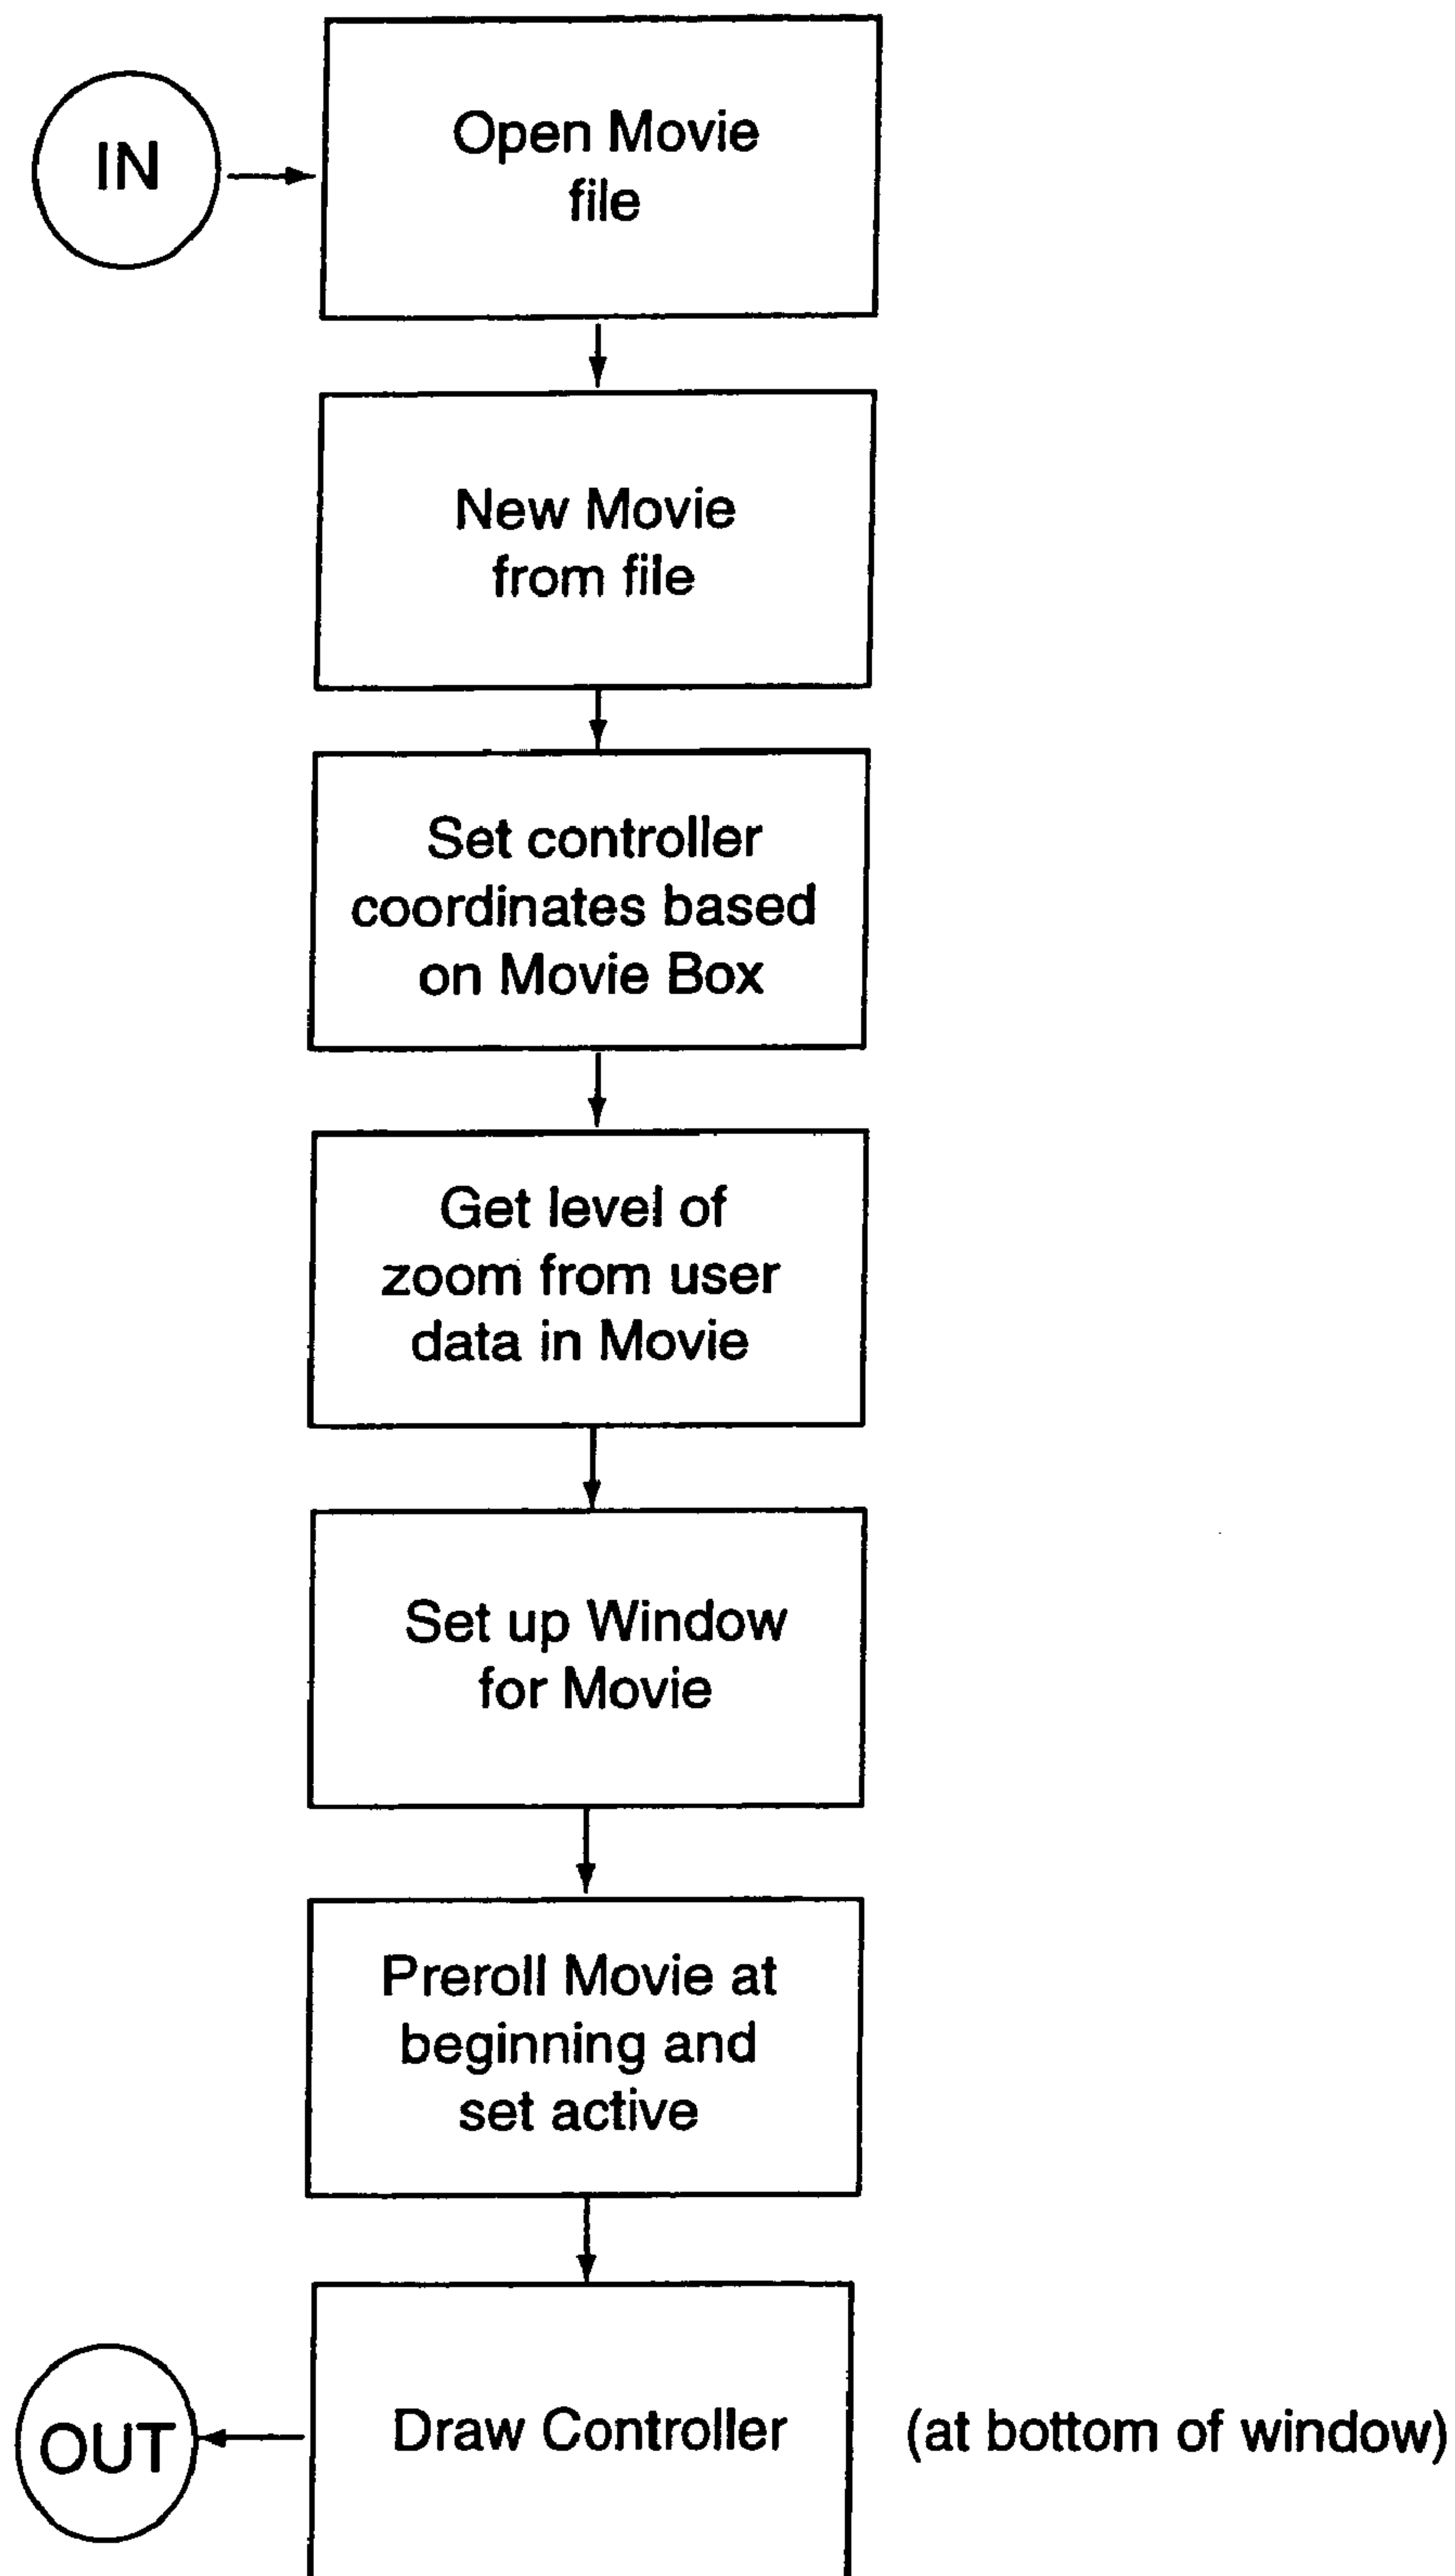 IN
Open Movie
file
New Movie
from file
Set controller
coordinates based
on Movie Box
Get level of
zoom from user
data in Movie
Set up Window
for Movie
Preroll Movie at
beginning and
set active
Draw Controller
(at bottom of window)
OUT